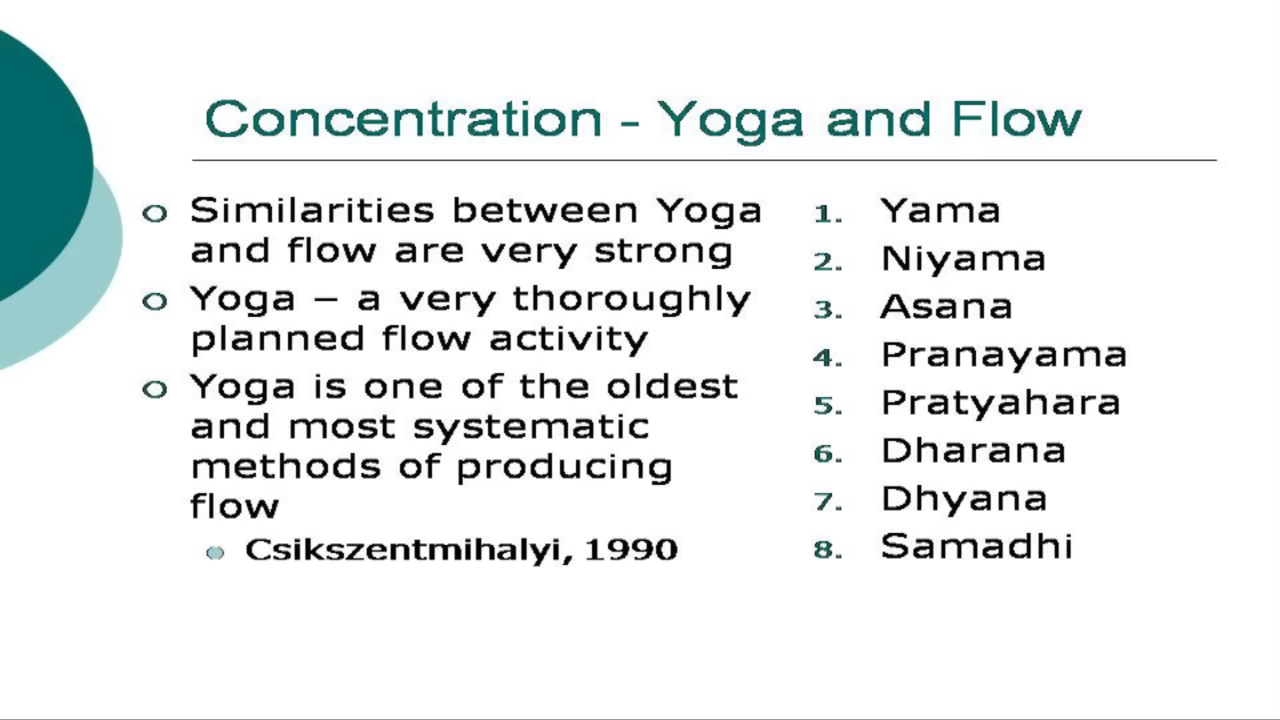 Concentration - Yoga and Flow
Similarities between Yoga
and flow are very strong
Yoga – a very thoroughly
planned flow activity
Yoga is one of the oldest
and most systematic
methods of producing
flow
Csikszentmihalyi, 1990
1. Yama
2. Niyama
3. Asana
4. Pranayama
5. Pratyahara
6. Dharana
7. Dhyana
8. Samadhi